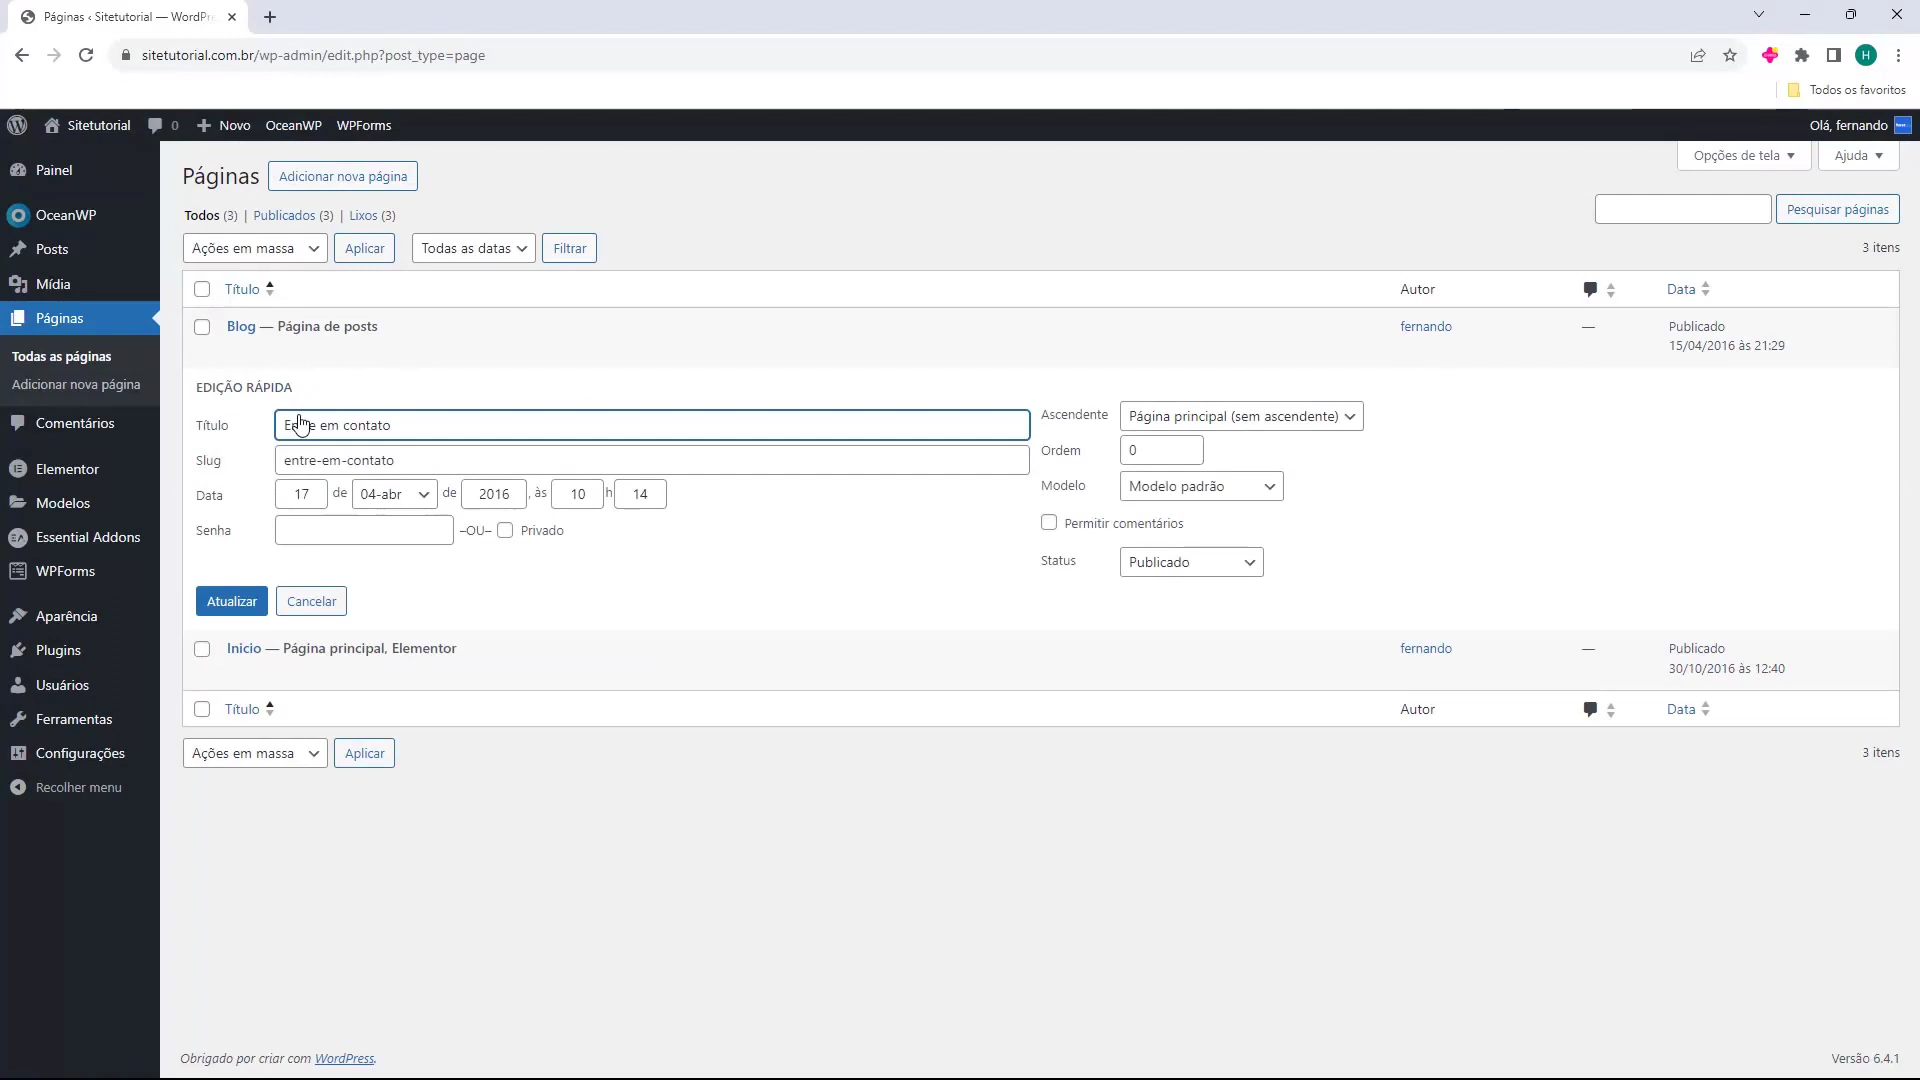 Páginas ‹ Sitetutorial — WordPr
sitetutorial.com.br/wp-admin/edit.php?post_type=page
H
Todos os favoritos
Sitetutorial 0 Novo OceanWP WPForms Olá, fernando
Painel
OceanWP
Posts
Mídia
Páginas
Todas as páginas
Adicionar nova página
Comentários
Elementor
Modelos
Essential Addons
WPForms
Aparência
Plugins
Usuários
Ferramentas
Configurações
Recolher menu
Opções de tela Ajuda
Páginas Adicionar nova página
Todos (3) | Publicados (3) | Lixos (3)
Pesquisar páginas
Ações em massa Aplicar Todas as datas Filtrar 3 itens
Título Autor Data
Blog — Página de posts fernando — Publicado
15/04/2016 às 21:29
EDIÇÃO RÁPIDA
Título Entre em contato
Slug entre-em-contato
Data 17 de 04-abr de 2016 , às 10 h 14
Senha –OU– Privado
Ascendente Página principal (sem ascendente)
Ordem 0
Modelo Modelo padrão
Permitir comentários
Status Publicado
Atualizar Cancelar
Inicio — Página principal, Elementor fernando — Publicado
30/10/2016 às 12:40
Título Autor Data
Ações em massa Aplicar 3 itens
Obrigado por criar com WordPress. Versão 6.4.1